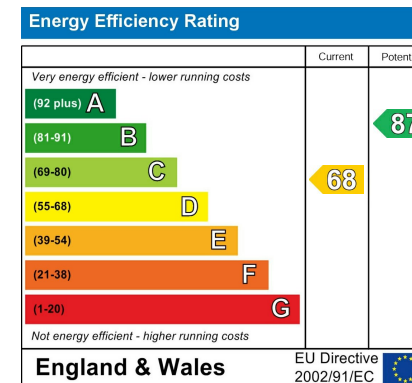 Energy Efficiency Rating
Current Potent
Very energy efficient - lower running costs
(92 plus) A
(81-91) B
87
(69-80) C
68
(55-68) D
(39-54) E
(21-38) F
(1-20) G
Not energy efficient - higher running costs
England & Wales
EU Directive
2002/91/EC